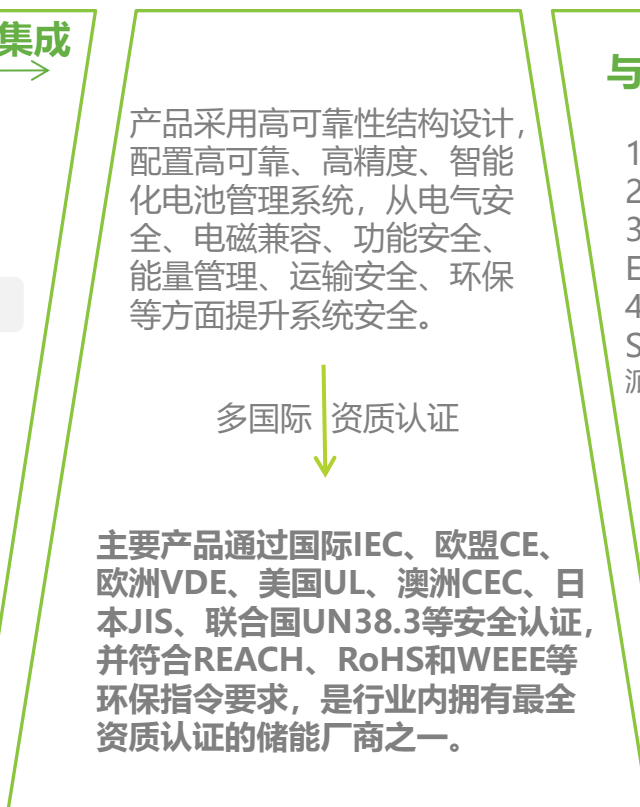 集成
产品采用高可靠性结构设计，
配置高可靠、高精度、智能
化电池管理系统，从电气安
全、电磁兼容、功能安全、
能量管理、运输安全、环保
等方面提升系统安全。
多国际 资质认证
主要产品通过国际IEC、欧盟CE、
欧洲VDE、美国UL、澳洲CEC、日
本JIS、联合国UN38.3等安全认证，
并符合REACH、RoHS和WEEE等
环保指令要求，是行业内拥有最全
资质认证的储能厂商之一。
与
1
2
3
E
4
S
派